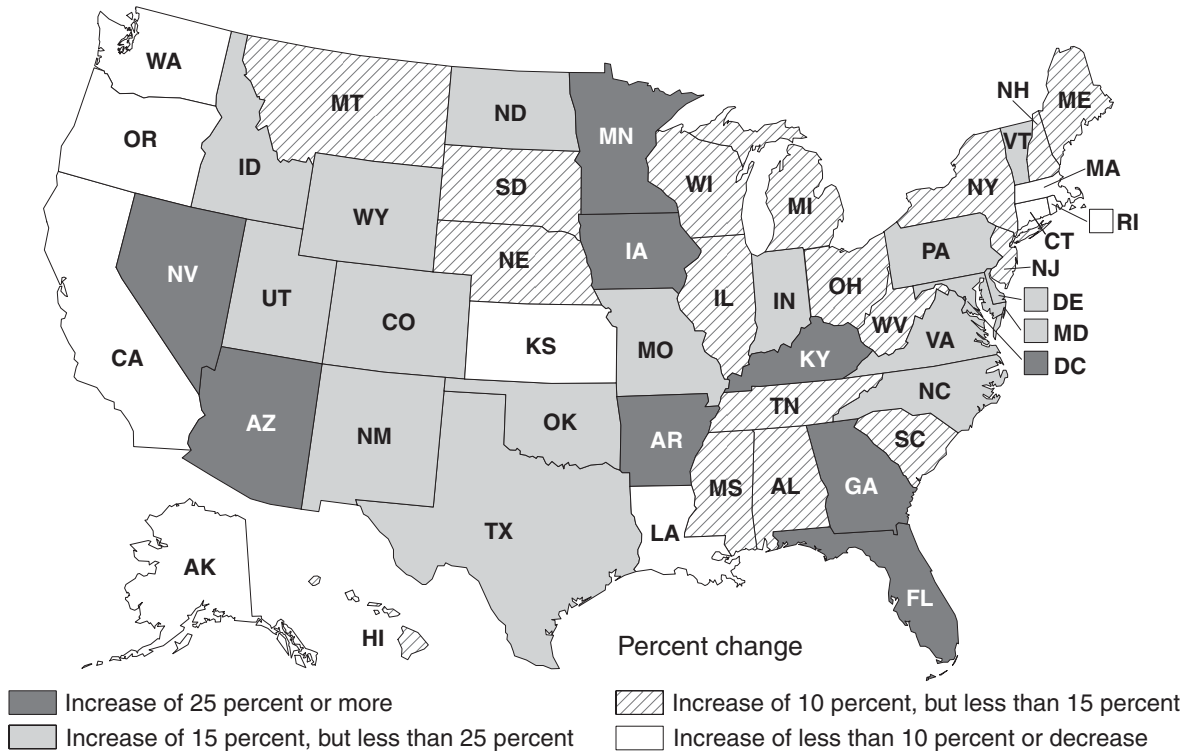 WA
MT
ND
MN
NH
ME
VT
OR
ID
SD
WI
MI
NY
MA
WY
RI
CT
NE
IA
PA
NJ
NV
UT
CO
IL
IN
OH
DE
WV
MD
CA
KS
MO
KY
VA
DC
AZ
NM
OK
AR
TN
NC
SC
MS
AL
GA
TX
LA
AK
FL
HI
Percent change
Increase of 25 percent or more
Increase of 15 percent, but less than 25 percent
Increase of 10 percent, but less than 15 percent
Increase of less than 10 percent or decrease